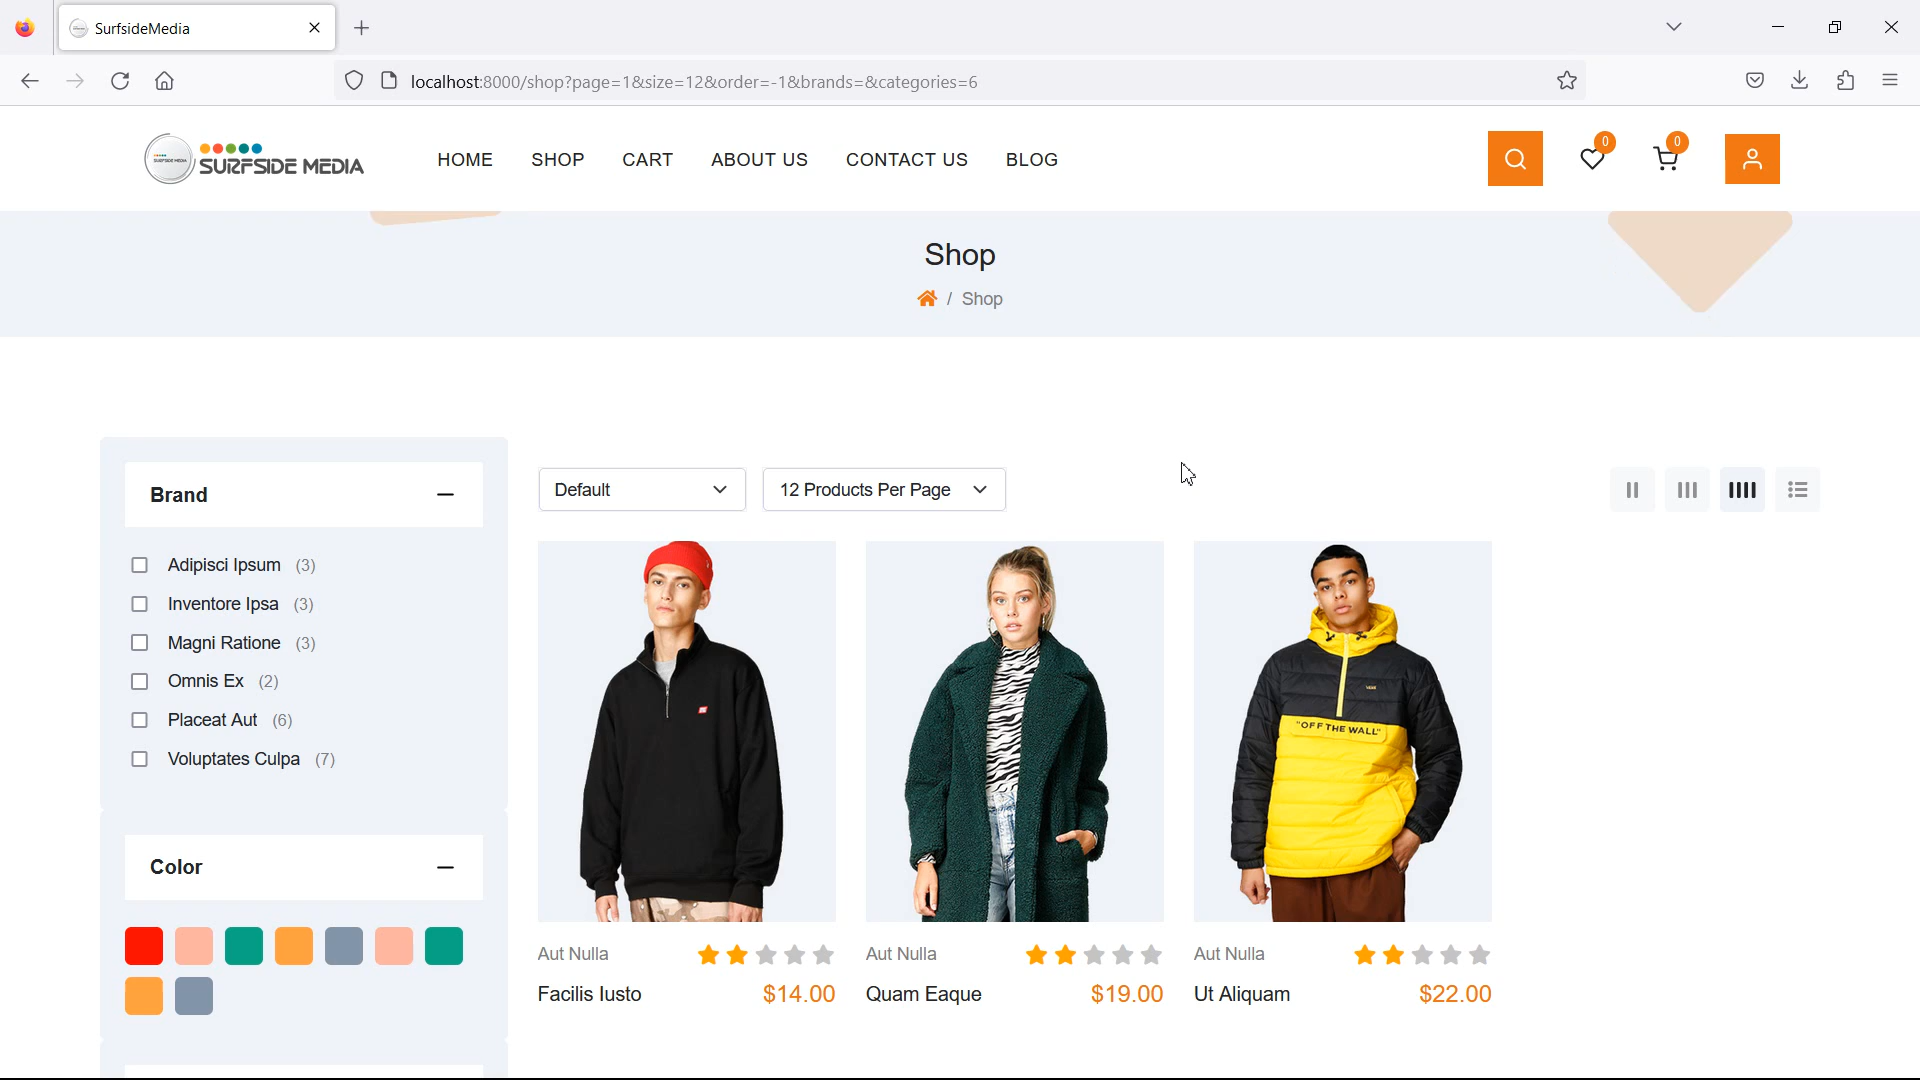 SurfsideMedia
localhost:8000/shop?page=1&size=12&order=-1&brands=&categories=6
SURFSIDE MEDIA
HOME
SHOP
CART
ABOUT US
CONTACT US
BLOG
0
0
Shop
/ Shop
Brand
Adipisci Ipsum (3)
Inventore Ipsa (3)
Magni Ratione (3)
Omnis Ex (2)
Placeat Aut (6)
Voluptates Culpa (7)
Color
Default
12 Products Per Page
"OFF THE WALL"
Aut Nulla
Facilis Iusto
$14.00
Aut Nulla
Quam Eaque
$19.00
Aut Nulla
Ut Aliquam
$22.00